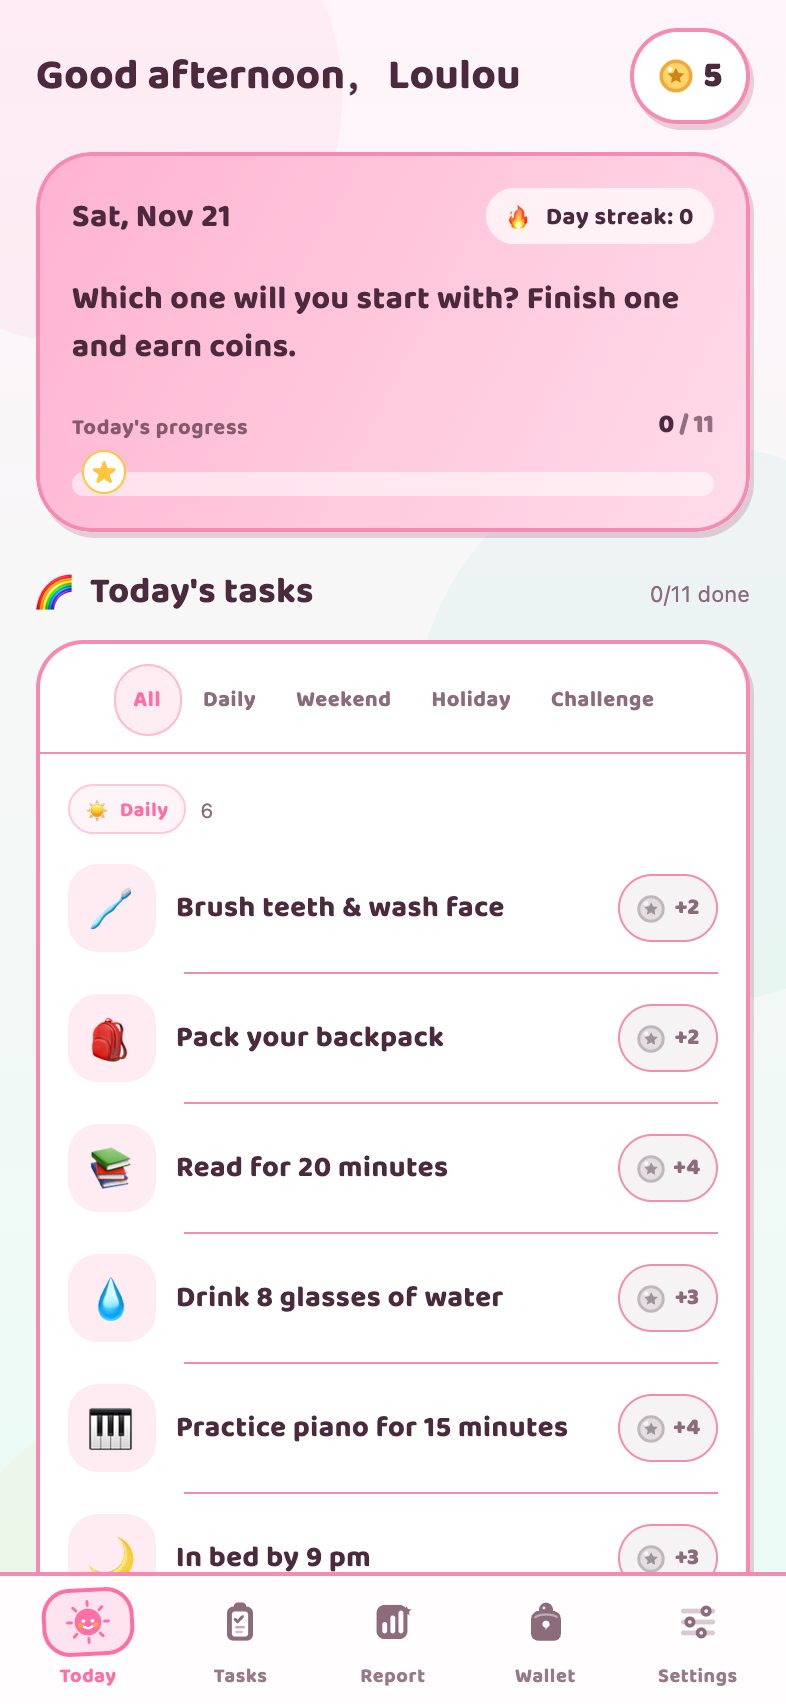 Good afternoon, Loulou
5
Sat, Nov 21
Day streak: 0
Which one will you start with? Finish one
and earn coins.
Today's progress
0 / 11
Today's tasks
0/11 done
All Daily Weekend Holiday Challenge
Daily 6
Brush teeth & wash face +2
Pack your backpack +2
Read for 20 minutes +4
Drink 8 glasses of water +3
Practice piano for 15 minutes +4
In bed by 9 pm +3
Today Tasks Report Wallet Settings